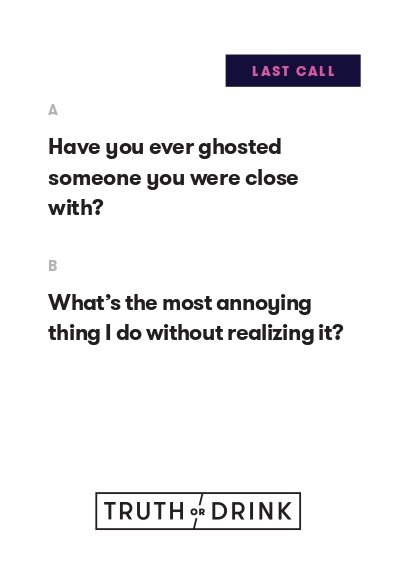 LAST CALL
A
Have you ever ghosted
someone you were close
with?
B
What’s the most annoying
thing I do without realizing it?
TRUTH OR DRINK